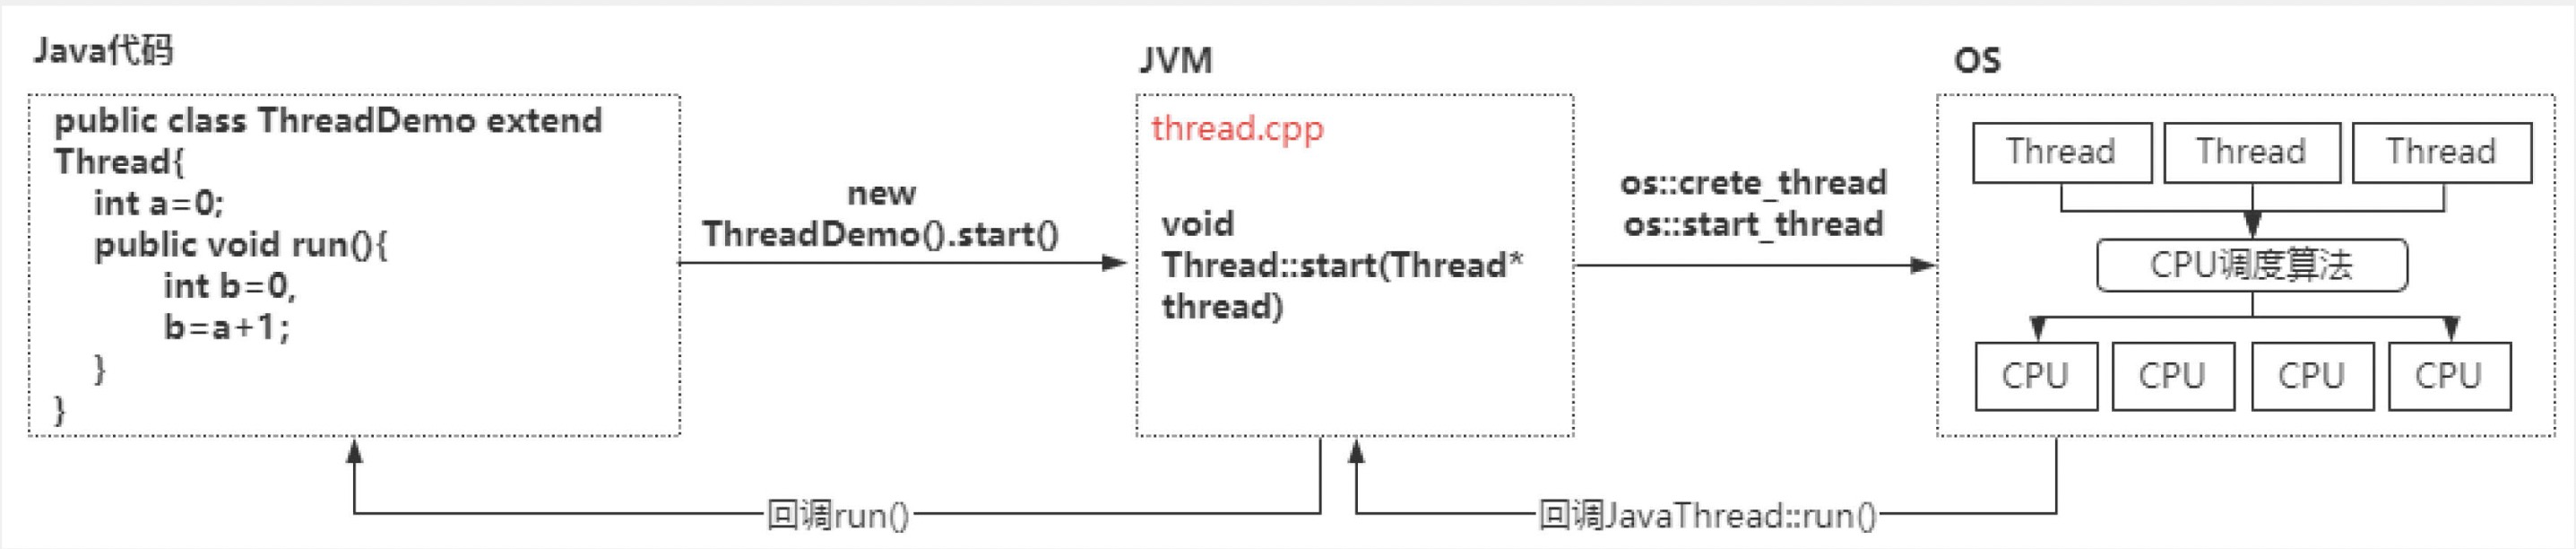 Java代码
public class ThreadDemo extend
Thread{
int a=0;
public void run(){
int b=0,
b=a+1;
}
}
new
ThreadDemo().start()
JVM
thread.cpp
void
Thread::start(Thread*
thread)
os::crete_thread
os::start_thread
OS
Thread
Thread
Thread
CPU调度算法
CPU
CPU
CPU
CPU
回调run()
回调JavaThread::run()